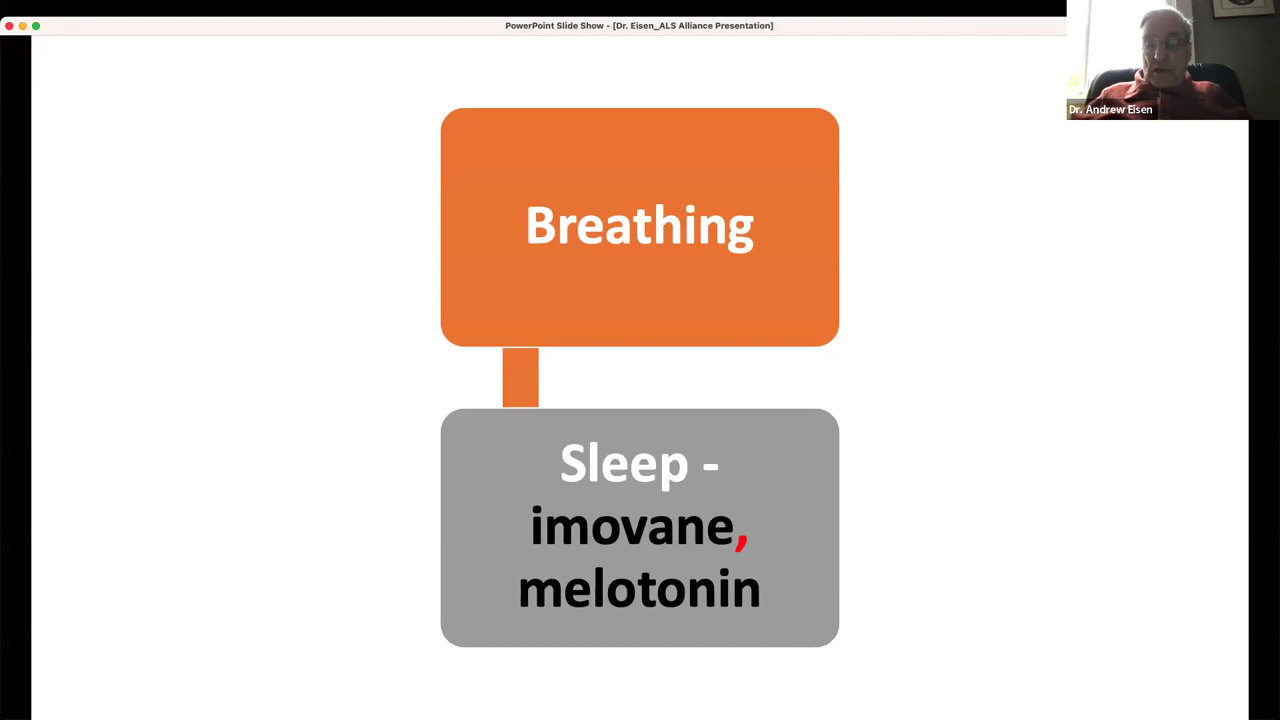 PowerPoint Slide Show - [Dr. Eisen_ALS Alliance Presentation]
Dr. Andrew Eisen
Breathing
Sleep -
imovane,
melotonin